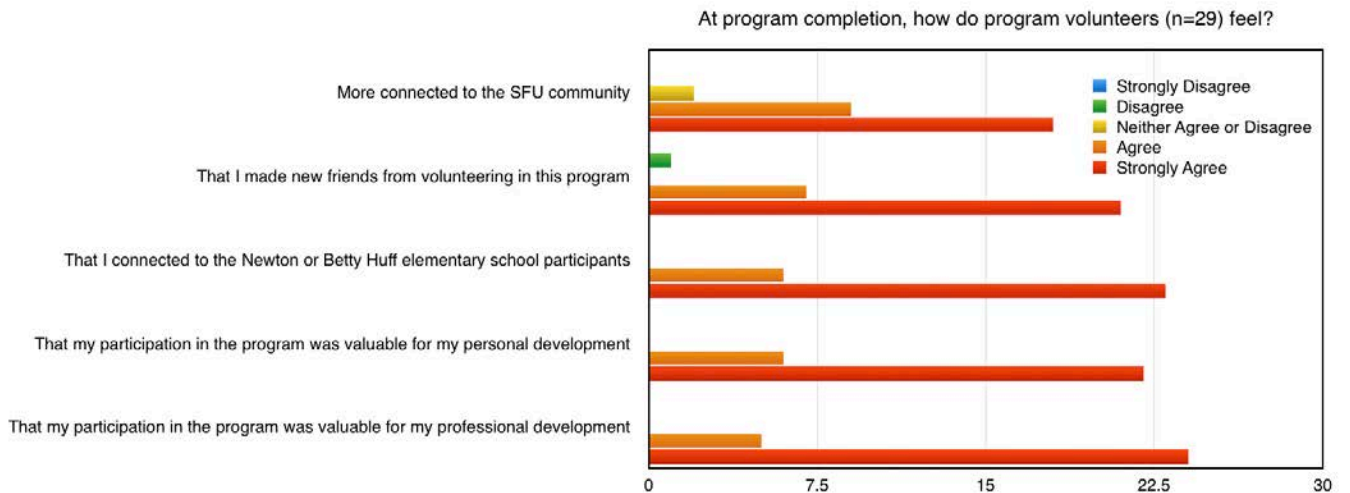 At program completion, how do program volunteers (n=29) feel?
More connected to the SFU community
That I made new friends from volunteering in this program
That I connected to the Newton or Betty Huff elementary school participants
That my participation in the program was valuable for my personal development
That my participation in the program was valuable for my professional development
Strongly Disagree
Disagree
Neither Agree or Disagree
Agree
Strongly Agree
0 7.5 15 22.5 30